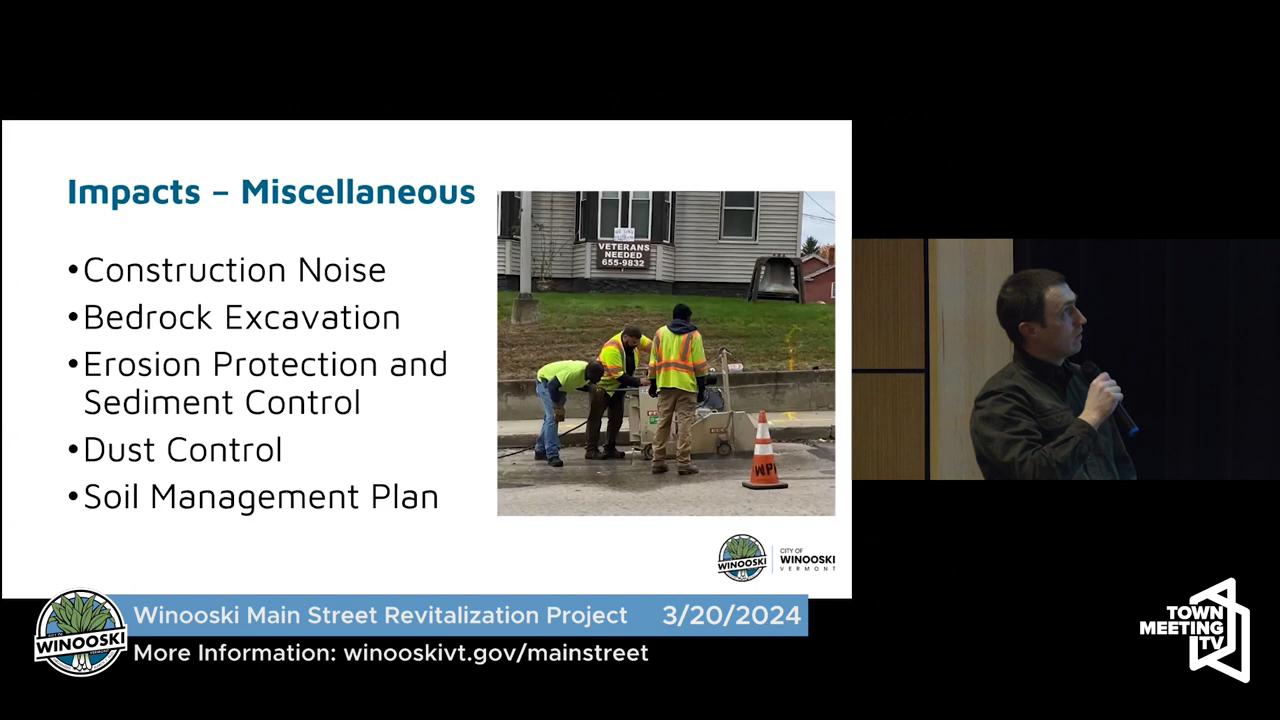 Impacts – Miscellaneous
•Construction Noise
•Bedrock Excavation
•Erosion Protection and
Sediment Control
•Dust Control
•Soil Management Plan
VETERANS
NEEDED
655-9832
WINOOSKI
CITY OF
WINOOSKI
VERMONT
WINOOSKI
Winooski Main Street Revitalization Project 3/20/2024
More Information: winooskivt.gov/mainstreet
TOWN
MEETING
TV